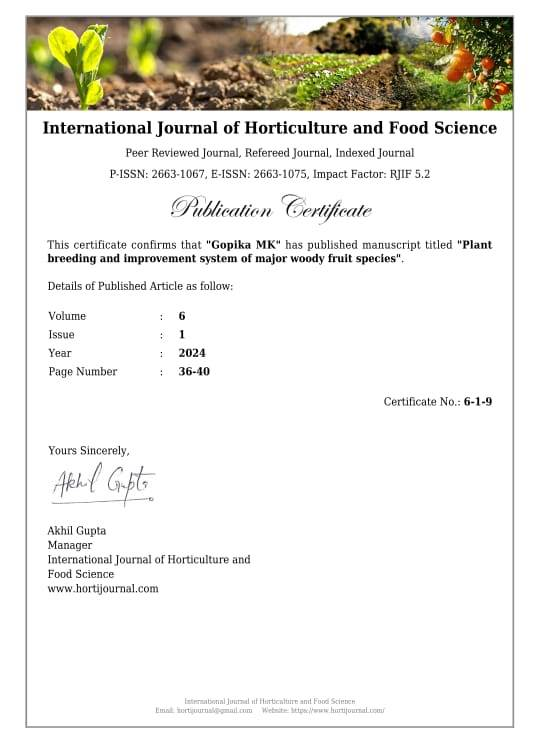 International Journal of Horticulture and Food Science
Peer Reviewed Journal, Refereed Journal, Indexed Journal
P-ISSN: 2663-1067, E-ISSN: 2663-1075, Impact Factor: RJIF 5.2
Publication Certificate
This certificate confirms that "Gopika MK" has published manuscript titled "Plant
breeding and improvement system of major woody fruit species".
Details of Published Article as follow:
Volume : 6
Issue : 1
Year : 2024
Page Number : 36-40
Certificate No.: 6-1-9
Yours Sincerely,
Akhil Gupta
Akhil Gupta
Manager
International Journal of Horticulture and
Food Science
www.hortijournal.com
International Journal of Horticulture and Food Science
Email: hortijournal@gmail.com Website: https://www.hortijournal.com/